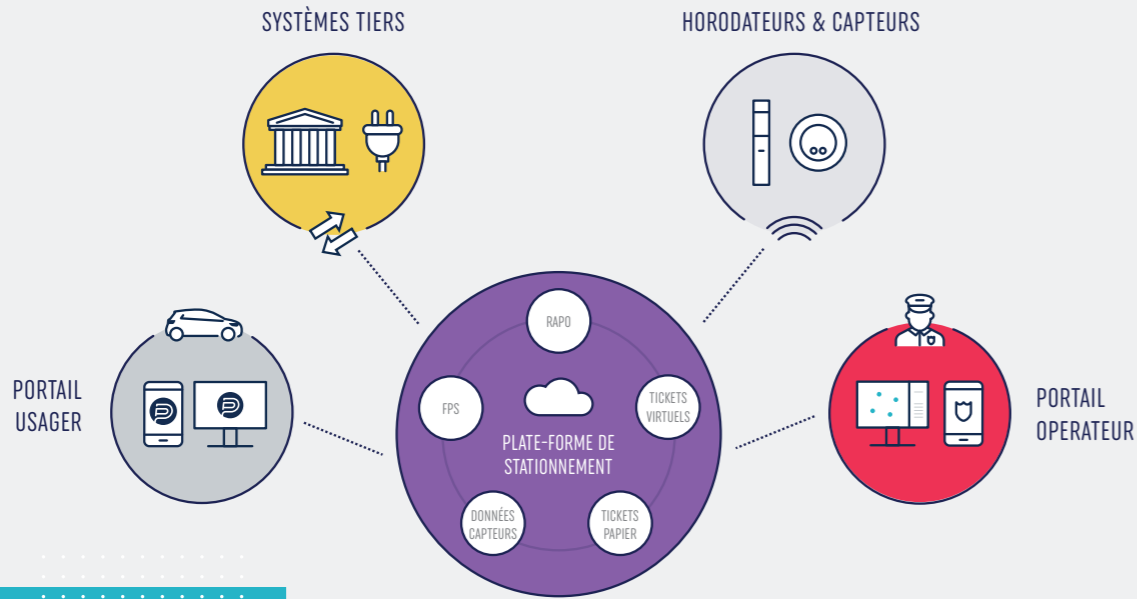 SYSTÈMES TIERS
HORODATEURS & CAPTEURS
PORTAIL
USAGER
RAPO
FPS
TICKETS
VIRTUELS
PLATE-FORME DE
STATIONNEMENT
DONNÉES
CAPTEURS
TICKETS
PAPIER
PORTAIL
OPERATEUR